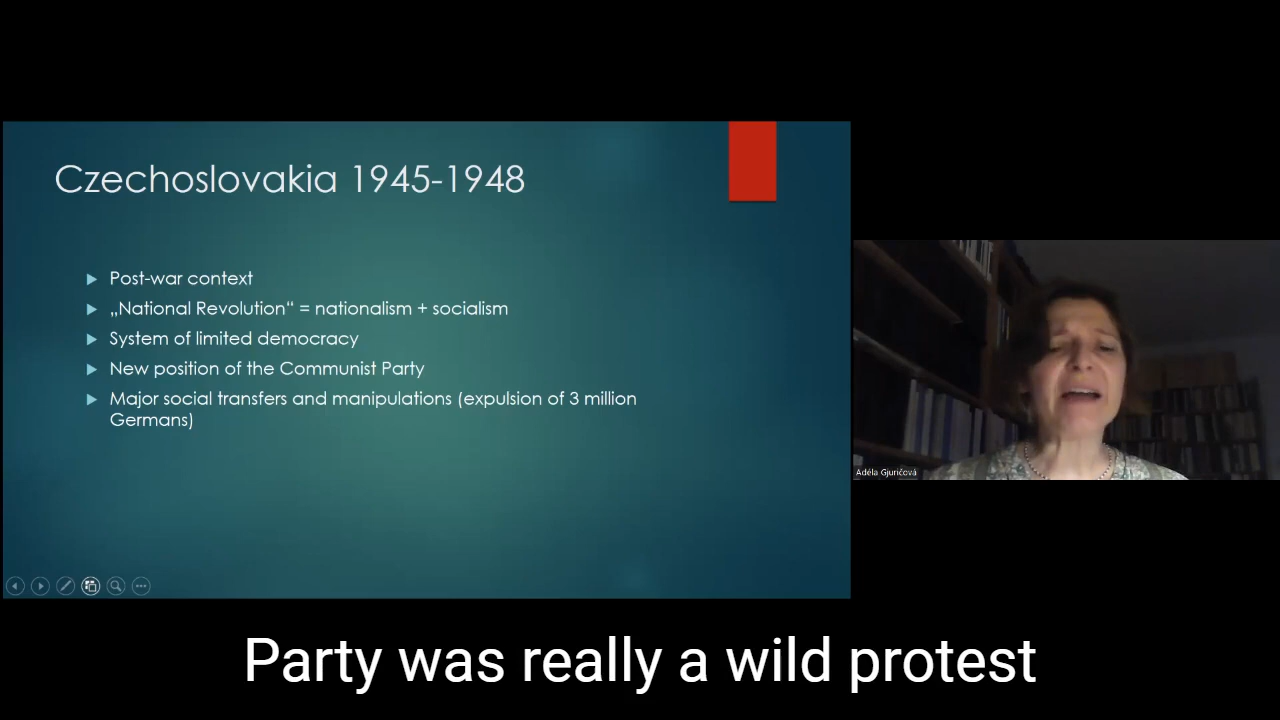 Czechoslovakia 1945-1948
Post-war context
„National Revolution“ = nationalism + socialism
System of limited democracy
New position of the Communist Party
Major social transfers and manipulations (expulsion of 3 million
Germans)
Adéla Gjuričová
Party was really a wild protest